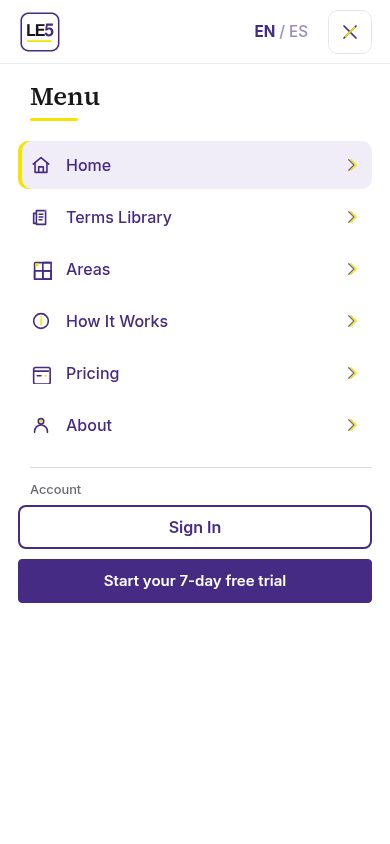 LE5
EN / ES
Menu
Home
Terms Library
Areas
How It Works
Pricing
About
Account
Sign In
Start your 7-day free trial